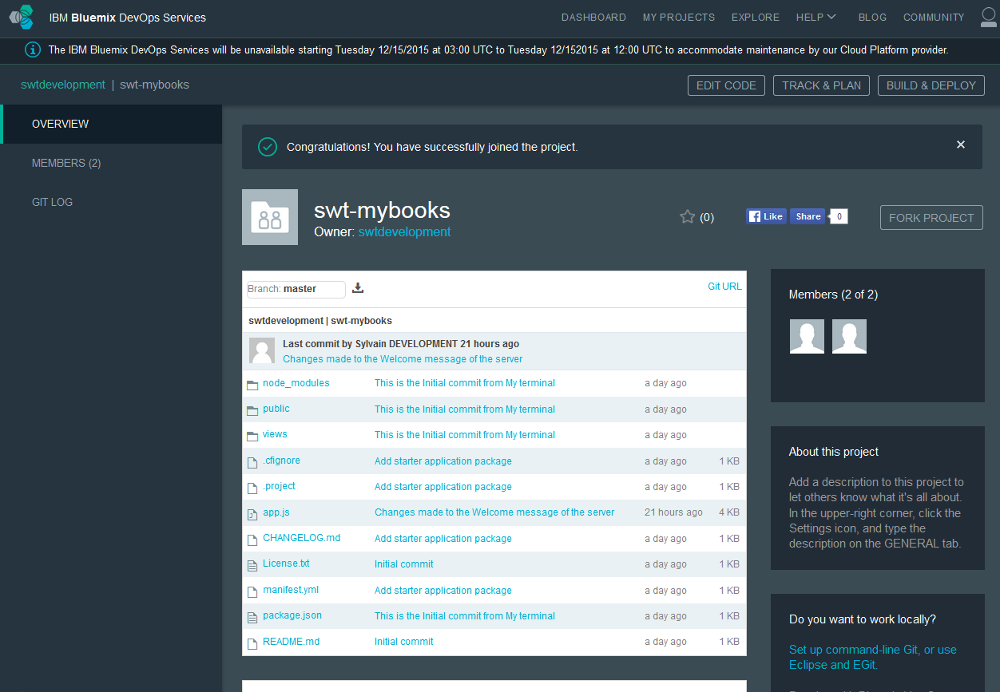 IBM Bluemix DevOps Services
DASHBOARD MY PROJECTS EXPLORE HELP BLOG COMMUNITY
The IBM Bluemix DevOps Services will be unavailable starting Tuesday 12/15/2015 at 03:00 UTC to Tuesday 12/152015 at 12:00 UTC to accommodate maintenance by our Cloud Platform provider.
swtdevelopment | swt-mybooks
EDIT CODE TRACK & PLAN BUILD & DEPLOY
OVERVIEW
MEMBERS (2)
GIT LOG
Congratulations! You have successfully joined the project.
swt-mybooks
Owner: swtdevelopment
(0)
Like Share 0
FORK PROJECT
Branch: master
Git URL
swtdevelopment | swt-mybooks
Last commit by Sylvain DEVELOPMENT 21 hours ago
Changes made to the Welcome message of the server
node_modules This is the Initial commit from My terminal a day ago
public This is the Initial commit from My terminal a day ago
views This is the Initial commit from My terminal a day ago
.cfignore Add starter application package a day ago 1 KB
.project Add starter application package a day ago 1 KB
app.js Changes made to the Welcome message of the server 21 hours ago 4 KB
CHANGELOG.md Add starter application package a day ago 1 KB
License.txt Initial commit a day ago 1 KB
manifest.yml Add starter application package a day ago 1 KB
package.json This is the Initial commit from My terminal a day ago 1 KB
README.md Initial commit a day ago 1 KB
Members (2 of 2)
About this project
Add a description to this project to
let others know what it's all about.
In the upper-right corner, click the
Settings icon, and type the
description on the GENERAL tab.
Do you want to work locally?
Set up command-line Git, or use
Eclipse and EGit.